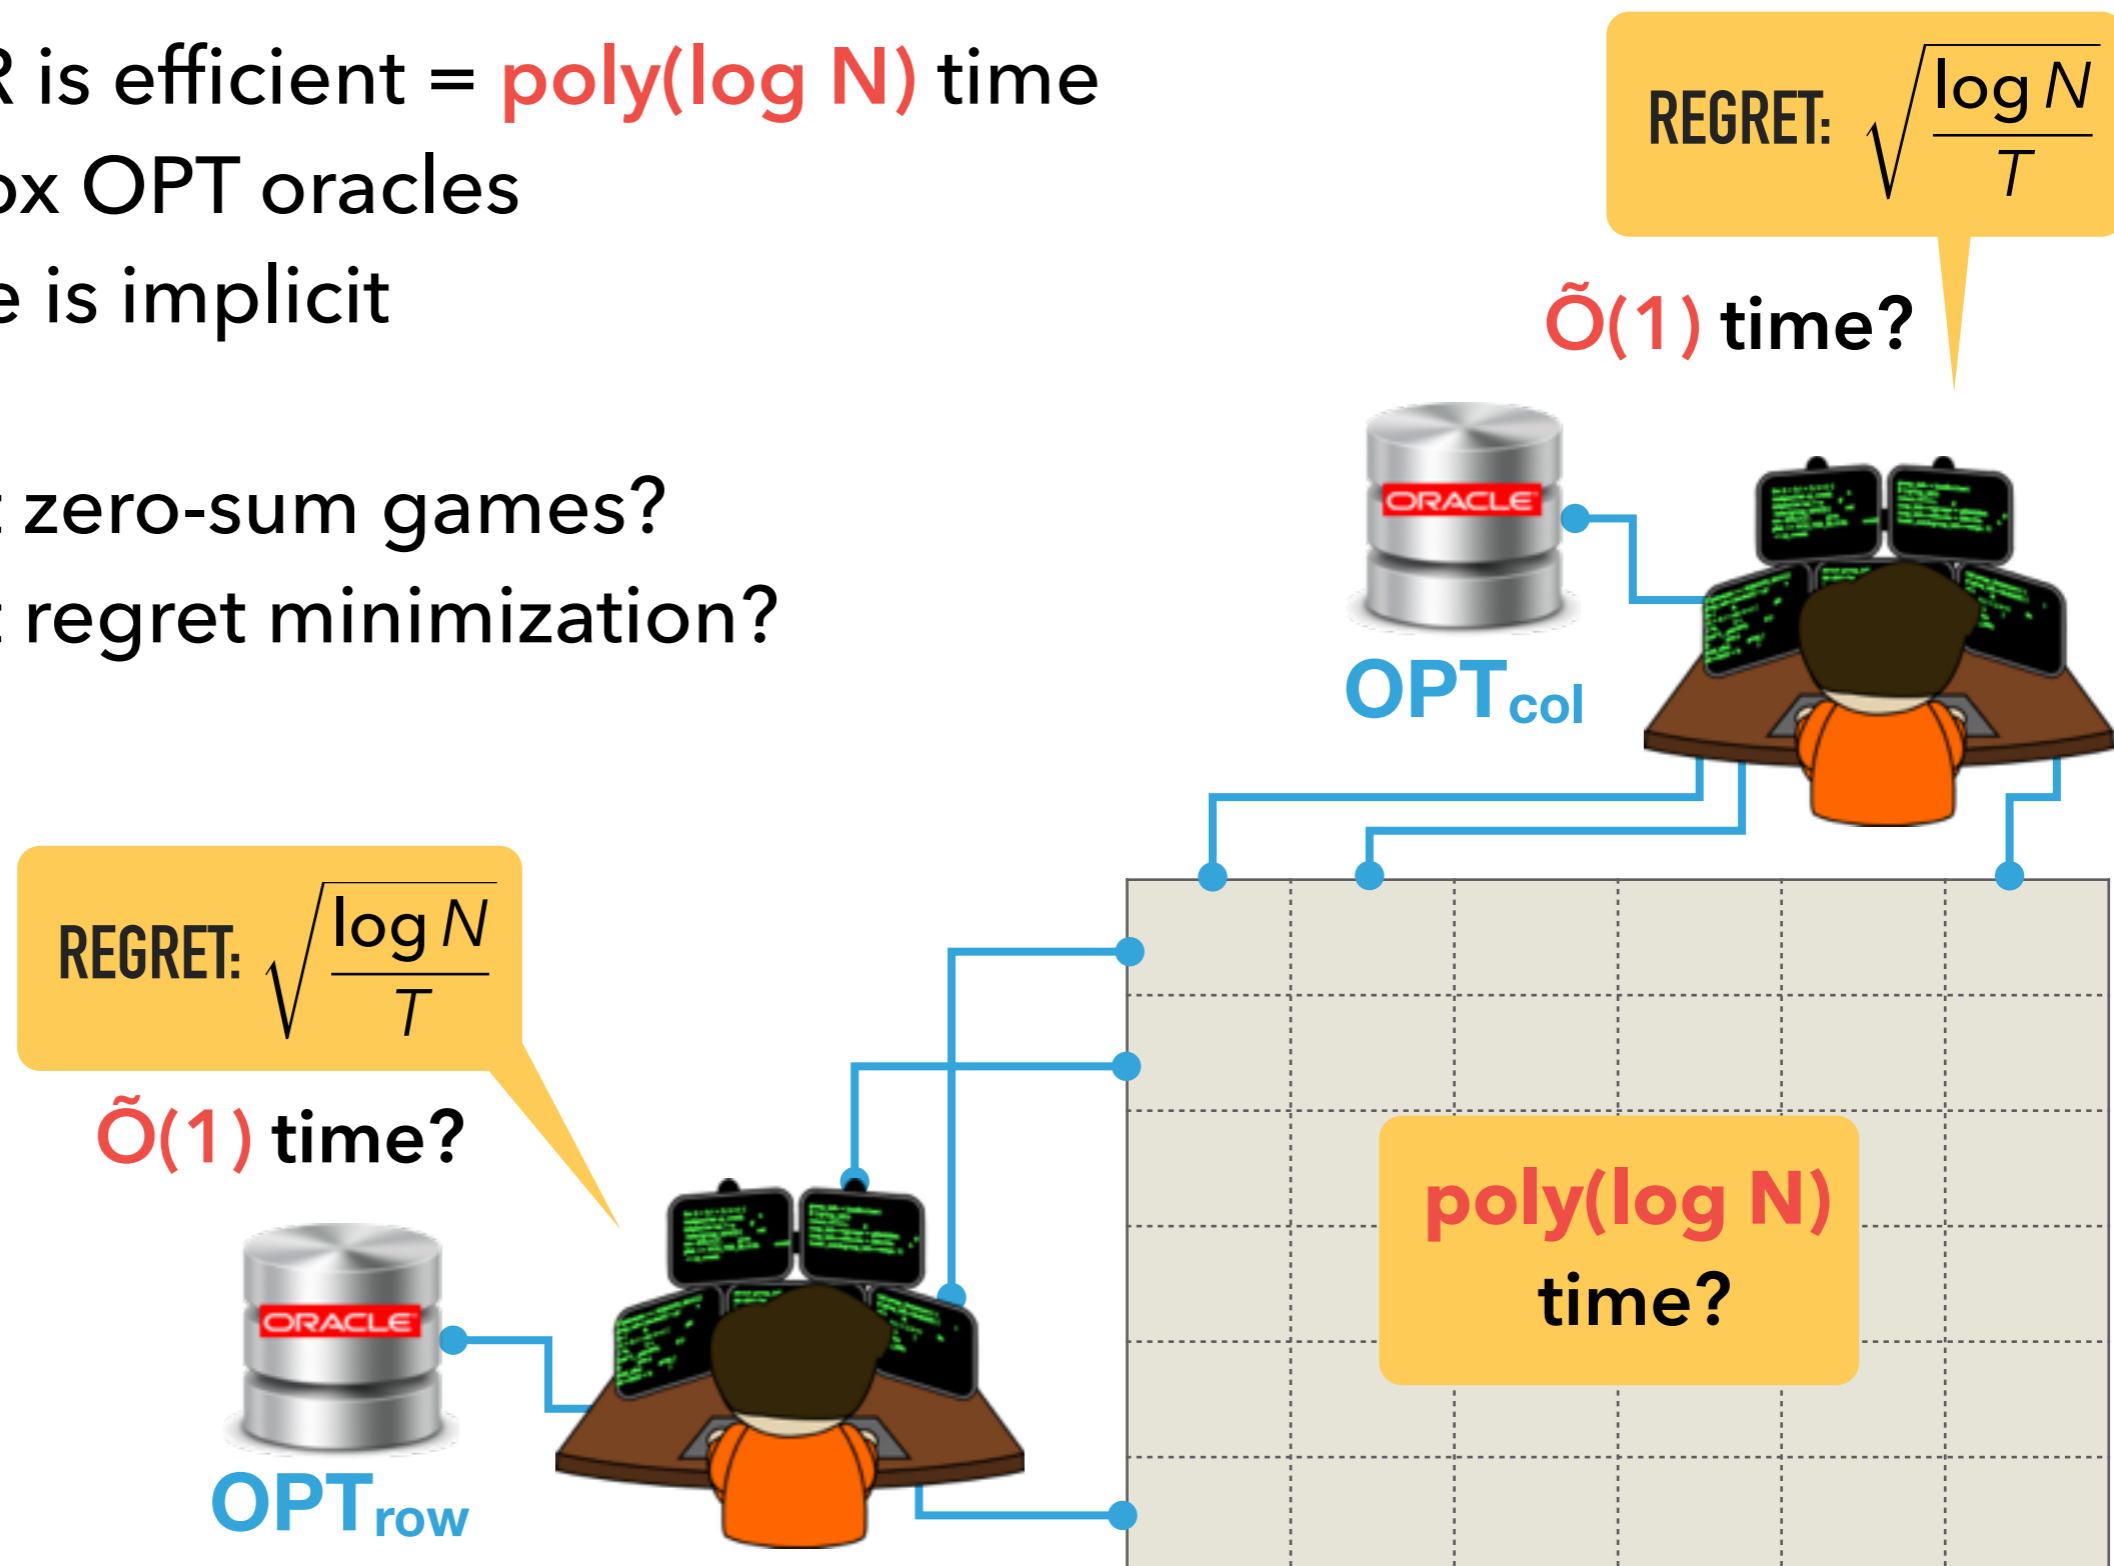 R is efficient = poly(log N) time
ox OPT oracles
e is implicit
t zero-sum games?
t regret minimization?
REGRET: √(log N / T)
Õ(1) time?
ORACLE
OPTcol
REGRET: √(log N / T)
Õ(1) time?
ORACLE
OPTrow
poly(log N)
time?